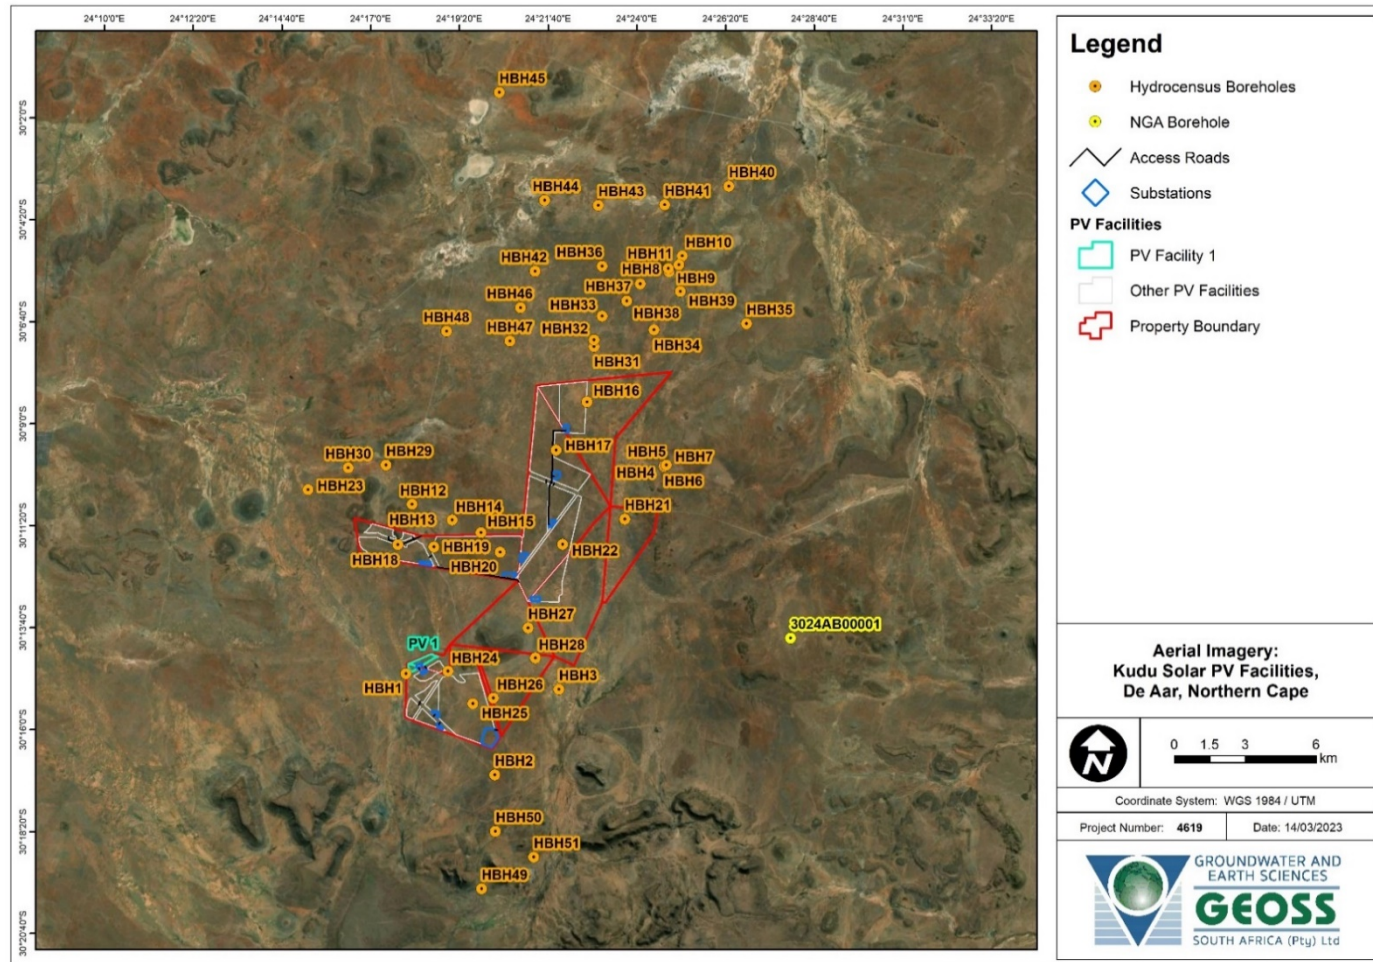 24°10'0"E 24°12'20"E 24°14'40"E 24°17'0"E 24°19'20"E 24°21'40"E 24°24'0"E 24°26'20"E 24°28'40"E 24°31'0"E 24°33'20"E
30°2'0"S
30°4'20"S
30°6'40"S
30°9'0"S
30°11'20"S
30°13'40"S
30°16'0"S
30°18'20"S
30°20'40"S
HBH45
HBH40
HBH44
HBH43
HBH41
HBH10
HBH36
HBH11
HBH42
HBH8
HBH9
HBH37
HBH46
HBH33
HBH39
HBH38
HBH35
HBH48
HBH47
HBH32
HBH34
HBH31
HBH16
HBH17
HBH30
HBH29
HBH5
HBH7
HBH4
HBH6
HBH23
HBH12
HBH14
HBH21
HBH13
HBH15
HBH19
HBH22
HBH18
HBH20
HBH27
3024AB00001
PV 1
HBH28
HBH24
HBH1
HBH3
HBH26
HBH25
HBH2
HBH50
HBH51
HBH49
Legend
Hydrocensus Boreholes
NGA Borehole
Access Roads
Substations
PV Facilities
PV Facility 1
Other PV Facilities
Property Boundary
Aerial Imagery:
Kudu Solar PV Facilities,
De Aar, Northern Cape
N
0 1.5 3 6
km
Coordinate System: WGS 1984 / UTM
Project Number: 4619 Date: 14/03/2023
GROUNDWATER AND
EARTH SCIENCES
GEOSS
SOUTH AFRICA (Pty) Ltd